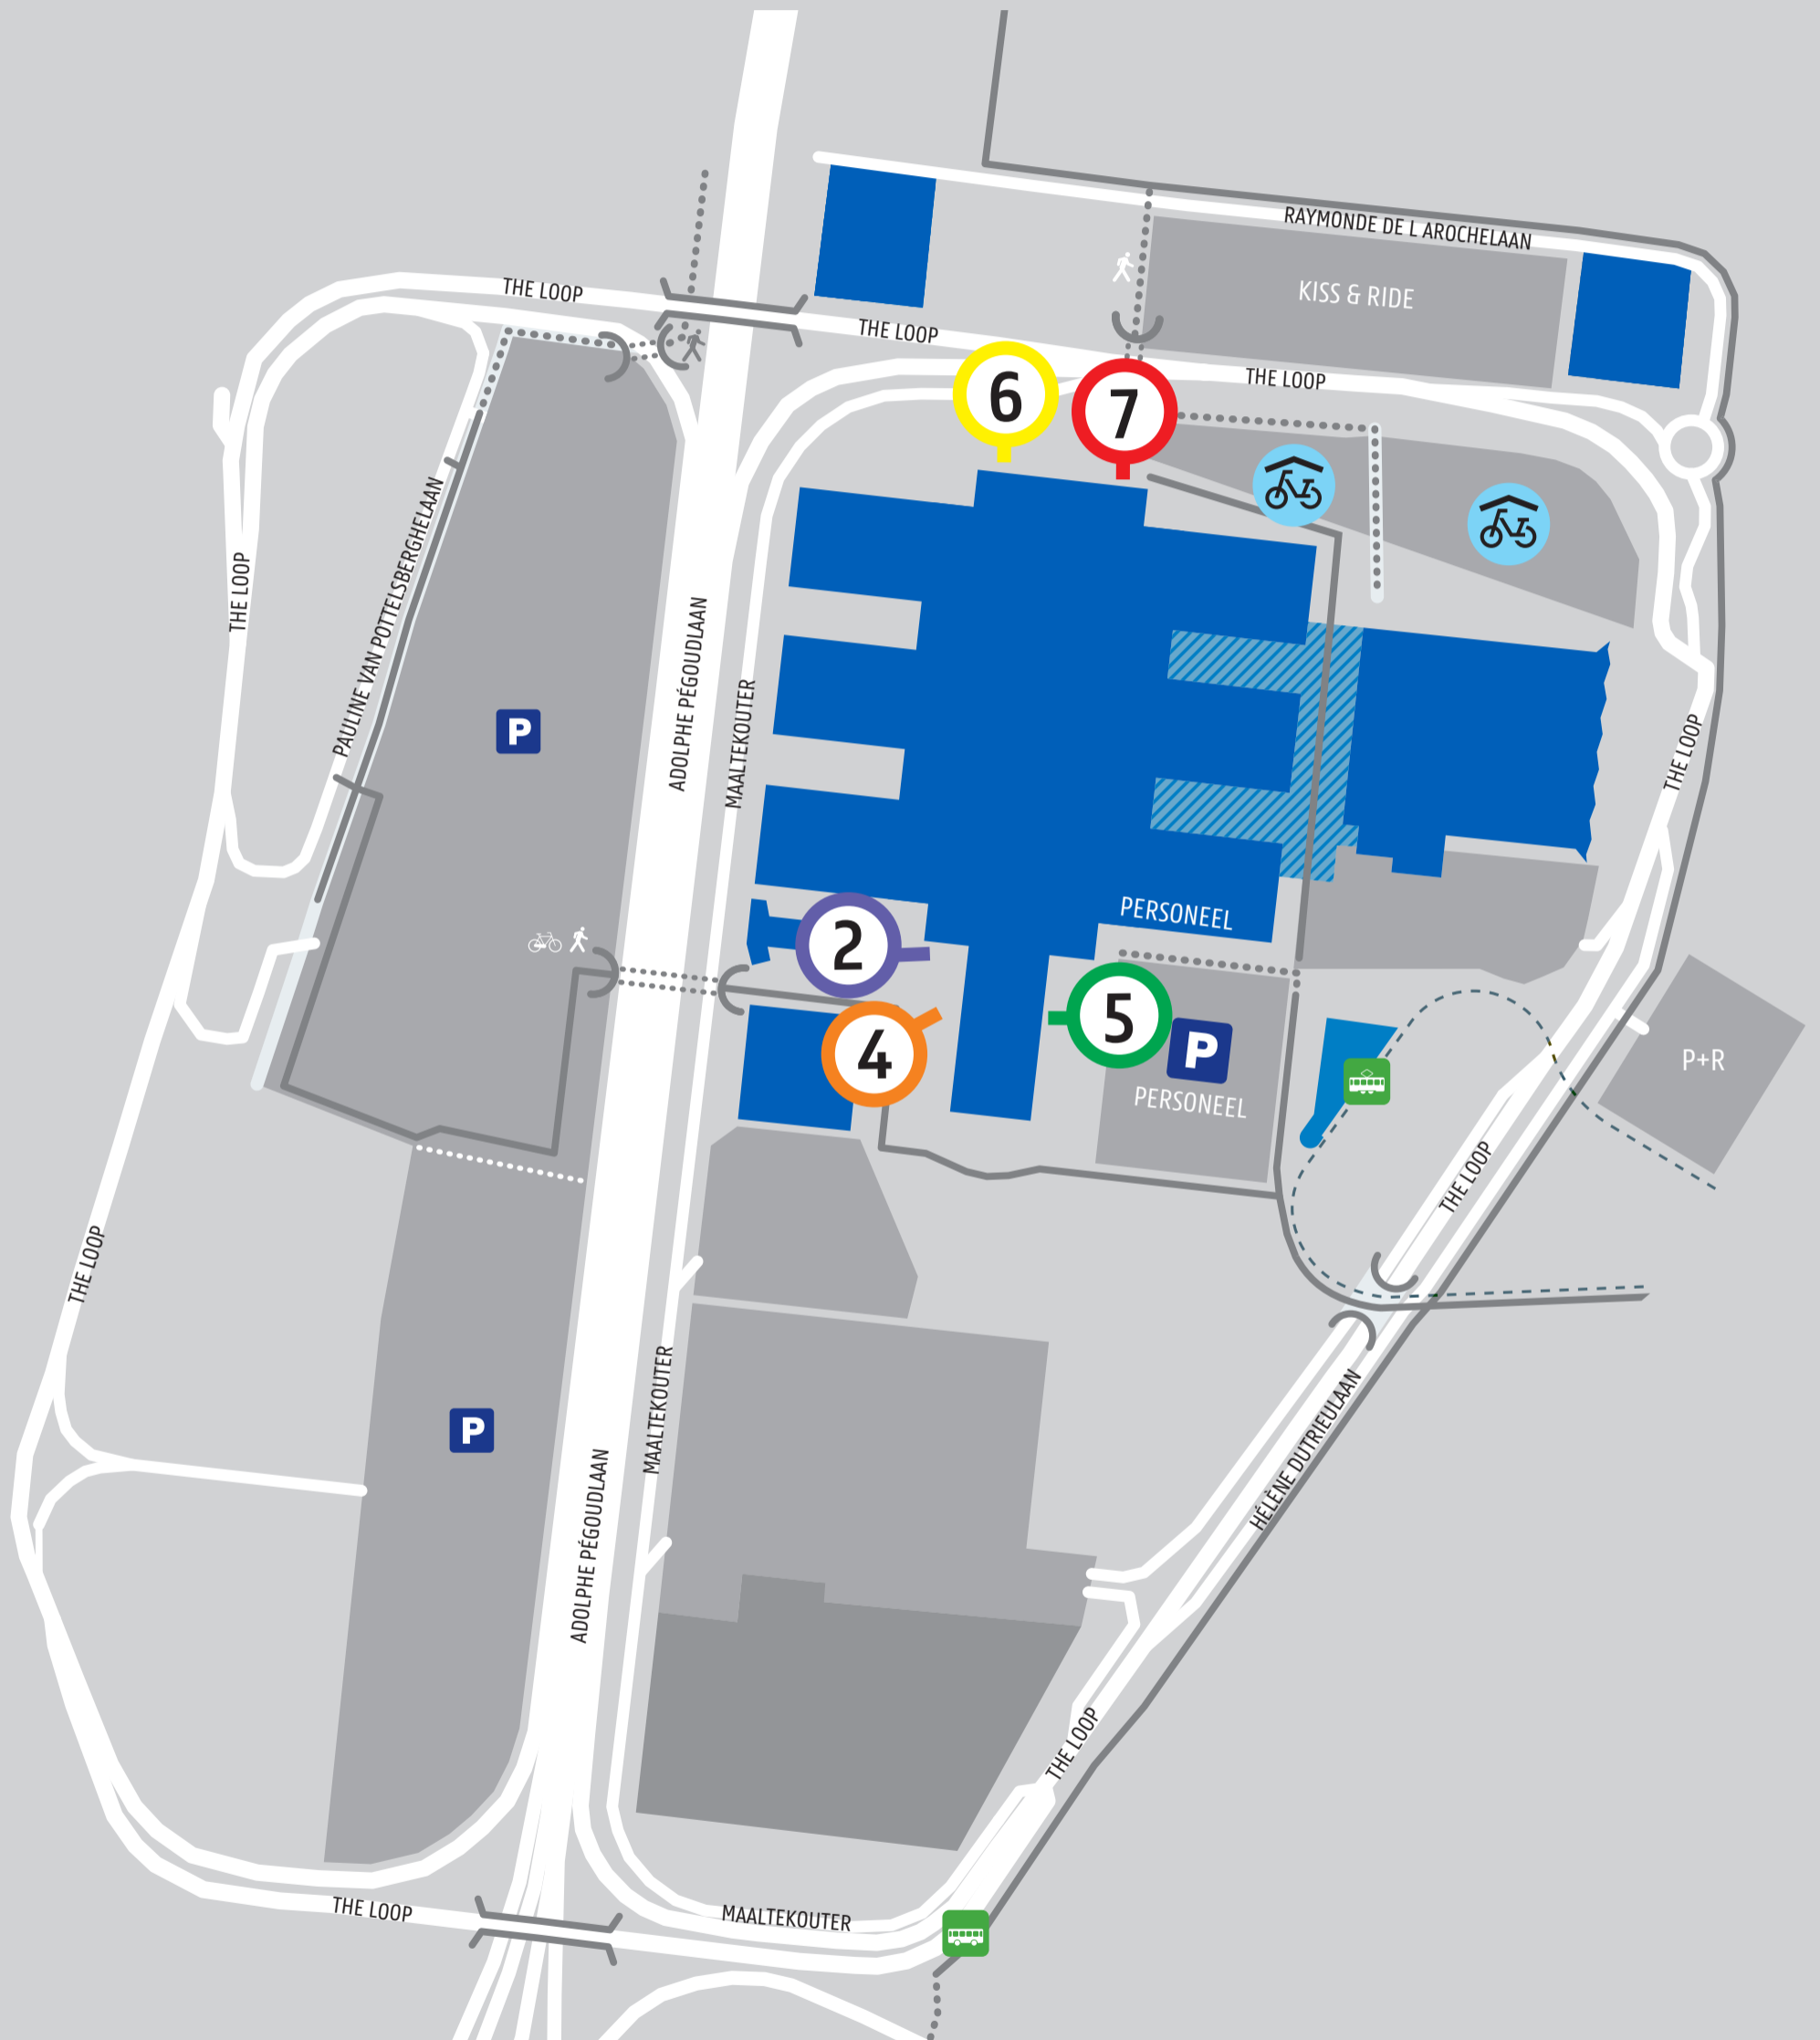 RAYMONDE DE L AROCHELAAN
THE LOOP
KISS & RIDE
THE LOOP
THE LOOP
6
7
PAULINE VAN POTTELSBERGHELAAN
THE LOOP
ADOLPHE PÉGOUDLAAN
MAALTEKOUTER
P
THE LOOP
PERSONEEL
2
5
4
P
PERSONEEL
P+R
THE LOOP
THE LOOP
MAALTEKOUTER
HÉLÈNE DUTRIEULAAN
P
ADOLPHE PÉGOUDLAAN
THE LOOP
THE LOOP
MAALTEKOUTER